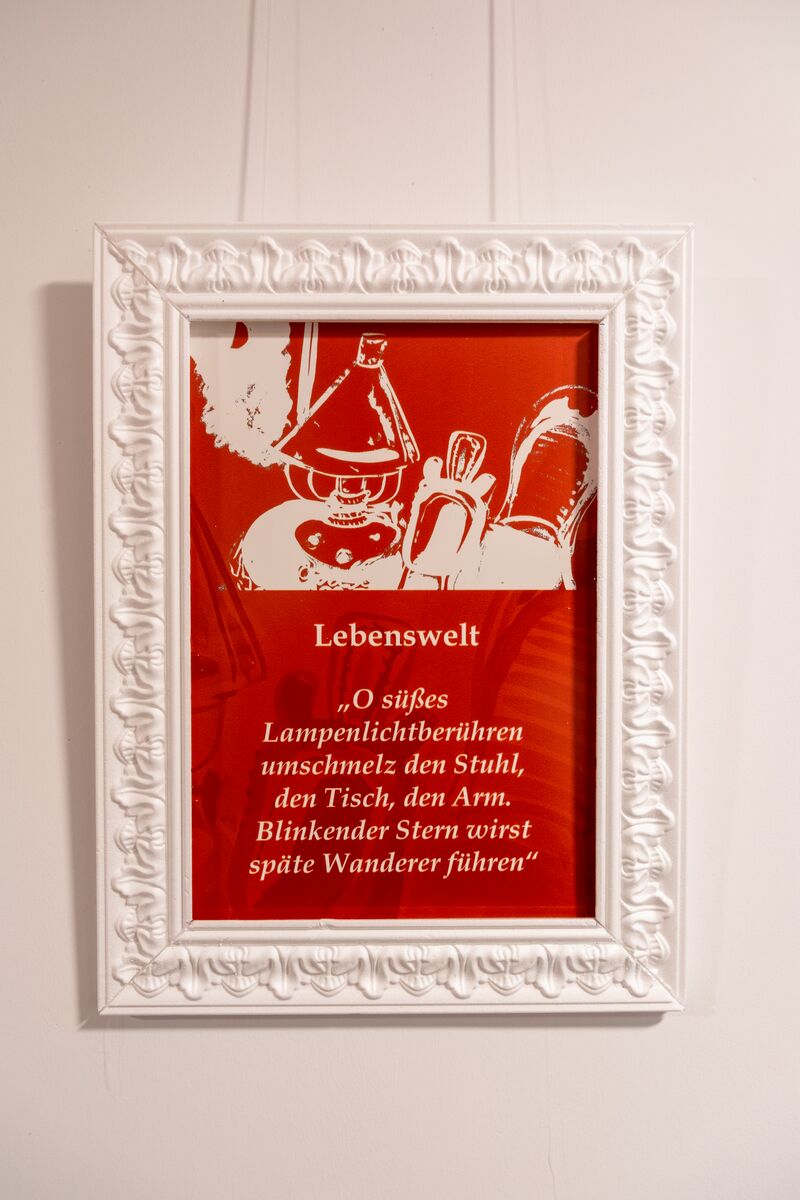 Lebenswelt
„O süßes
Lampenlichtberühren
umschmelz den Stuhl,
den Tisch, den Arm.
Blinkender Stern wirst
späte Wanderer führen“